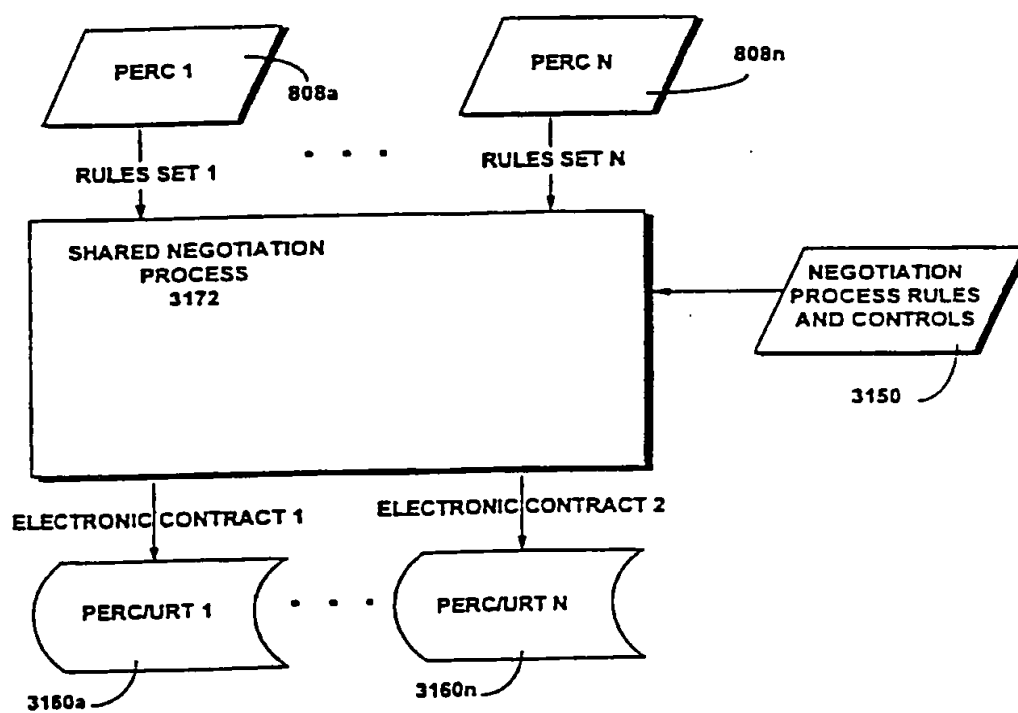 PERC 1
808a
PERC N
808n
RULES SET 1
RULES SET N
SHARED NEGOTIATION
PROCESS
3172
NEGOTIATION
PROCESS RULES
AND CONTROLS
3150
ELECTRONIC CONTRACT 1
ELECTRONIC CONTRACT 2
PERC/URT 1
PERC/URT N
3160a
3160n